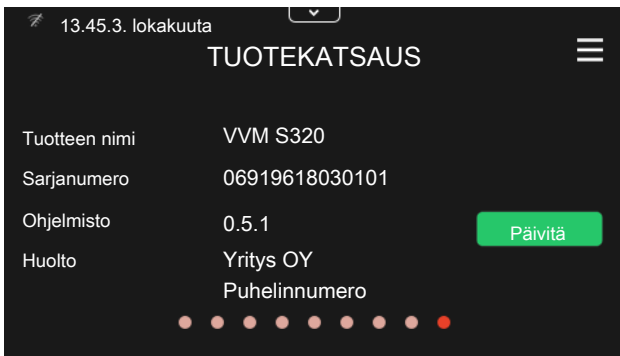 13.45.3. lokakuuta
TUOTEKATSAUS
Tuotteen nimi VVM S320
Sarjanumero 06919618030101
Ohjelmisto 0.5.1 Päivitä
Huolto Yritys OY
Puhelinnumero